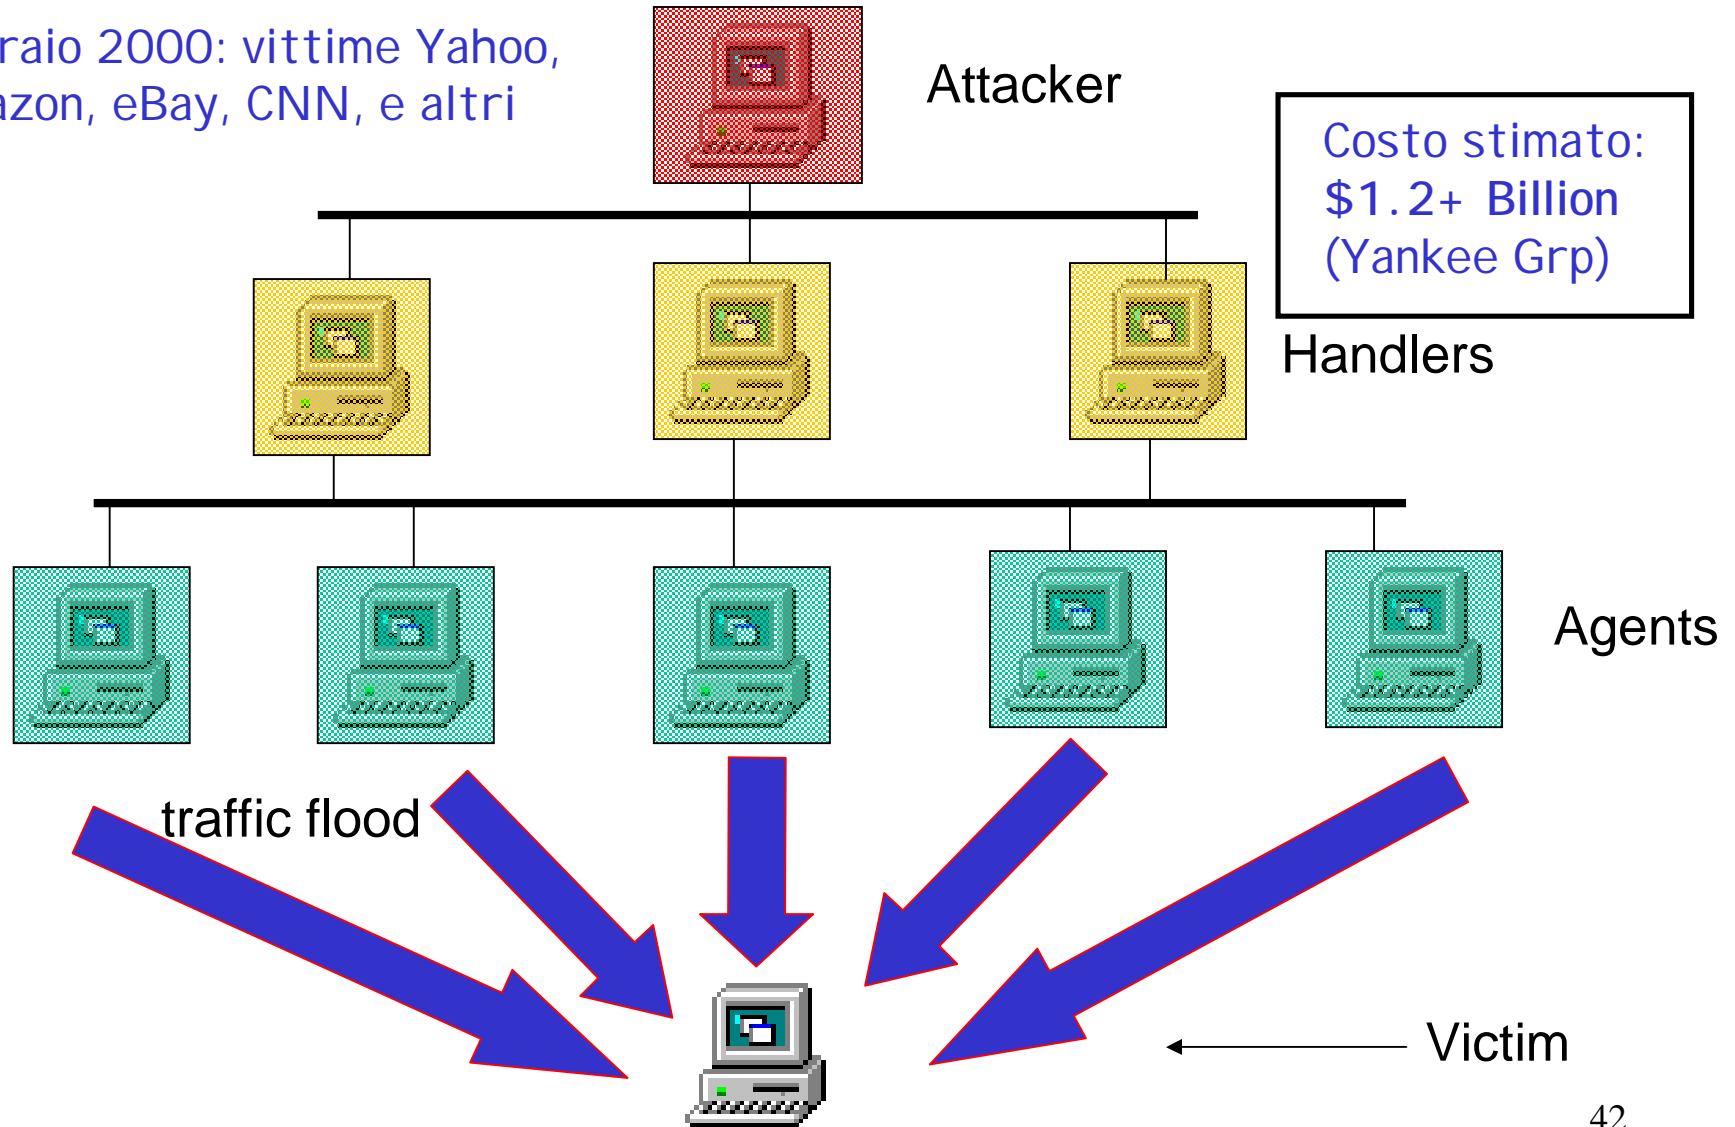 raio 2000: vittime Yahoo,
azon, eBay, CNN, e altri
Attacker
Costo stimato:
$1.2+ Billion
(Yankee Grp)
Handlers
Agents
traffic flood
Victim
42